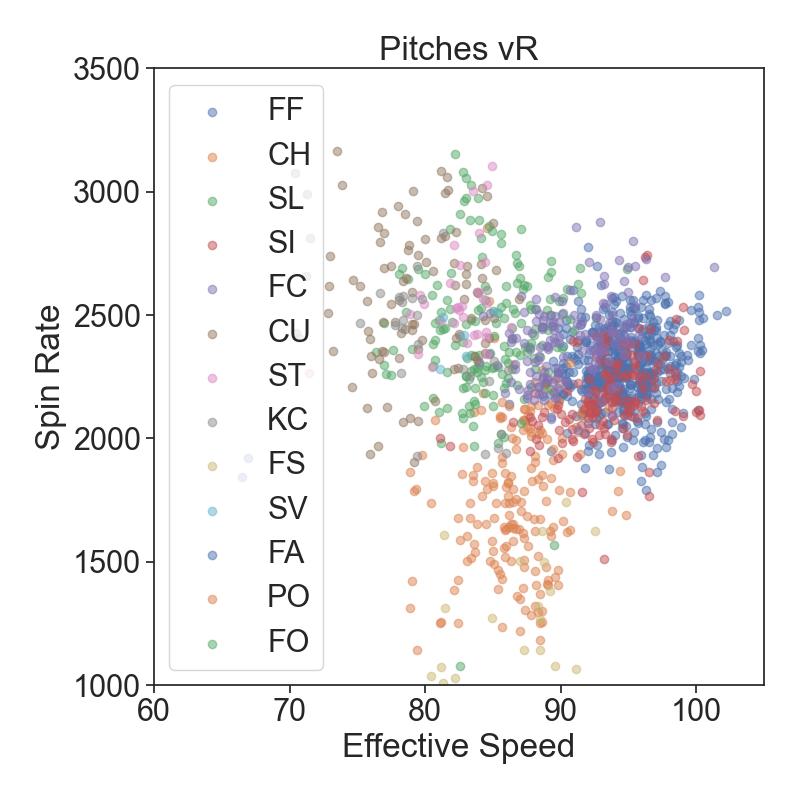 Pitches vR
3500
3000
2500
2000
1500
1000
Spin Rate
FF
CH
SL
SI
FC
CU
ST
KC
FS
SV
FA
PO
FO
60 70 80 90 100
Effective Speed